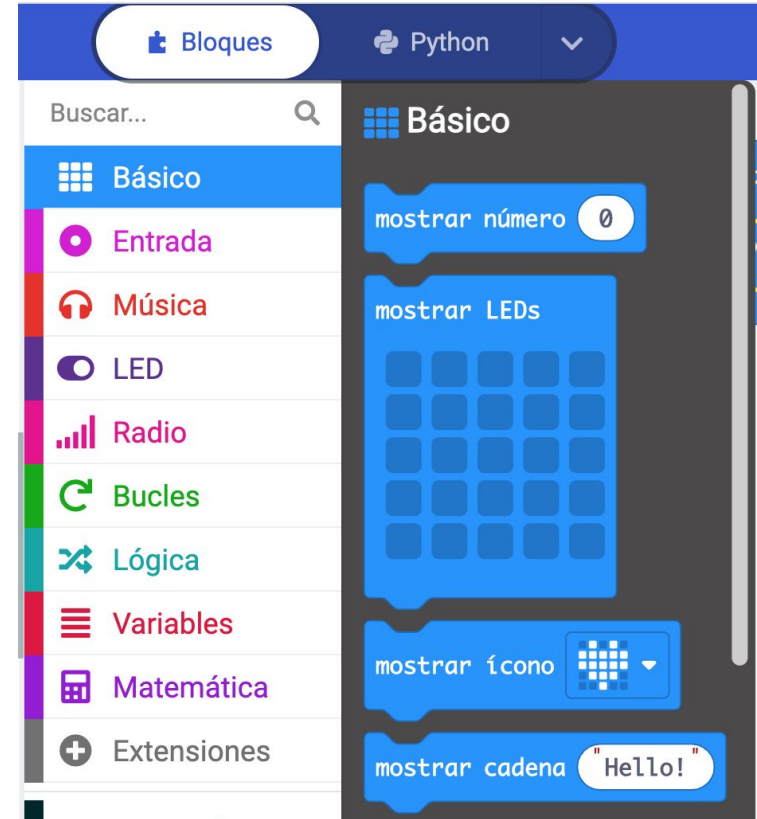 Bloques
Python
Buscar...
Básico
Entrada
Música
LED
Radio
Bucles
Lógica
Variables
Matemática
Extensiones
Básico
mostrar número 0
mostrar LEDs
mostrar ícono
mostrar cadena "Hello!"